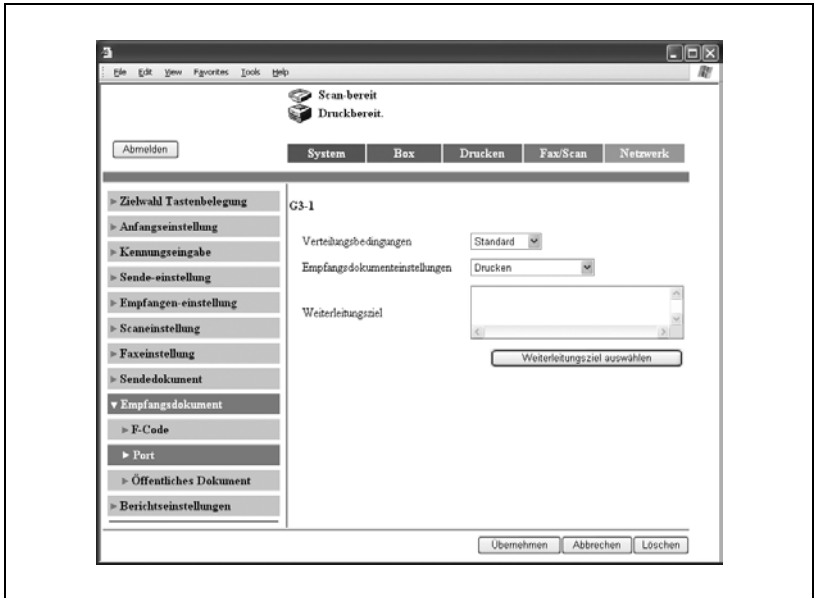 File Edit View Favorites Tools Help
Scan-bereit
Druckbereit.
Abmelden
System Box Drucken Fax/Scan Netzwerk
Zielwahl Tastenbelegung
Anfangseinstellung
Kennungseingabe
Sende-einstellung
Empfangen-einstellung
Scaneinstellung
Faxeinstellung
Sendedokument
Empfangsdokument
F-Code
Port
Öffentliches Dokument
Berichtseinstellungen
G3-1
Verteilungsbedingungen Standard
Empfangsdokumenteinstellungen Drucken
Weiterleitungsziel
Weiterleitungsziel auswählen
Übernehmen Abbrechen Löschen